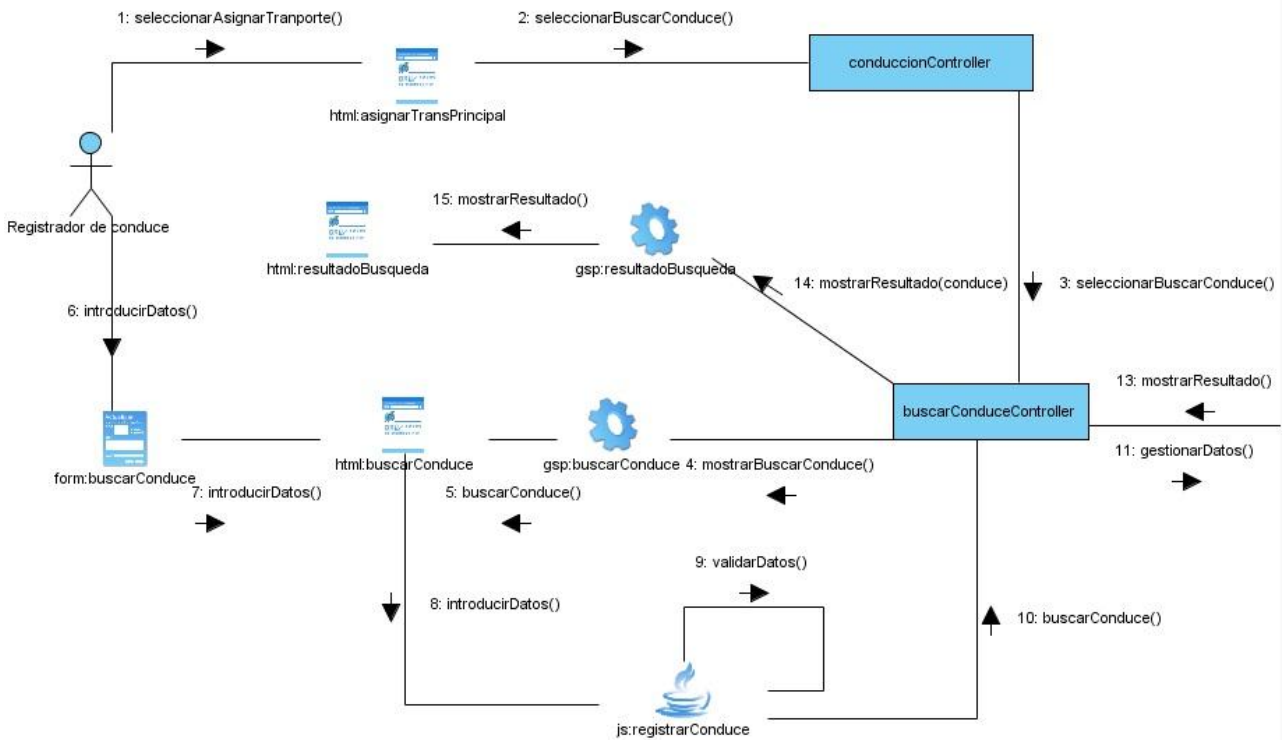 1: seleccionarAsignarTranporte()
2: seleccionarBuscarConduce()
conduccionController
html:asignarTransPrincipal
Registrador de conduce
15: mostrarResultado()
html:resultadoBusqueda
gsp:resultadoBusqueda
14: mostrarResultado(conduce)
3: seleccionarBuscarConduce()
6: introducirDatos()
13: mostrarResultado()
buscarConduceController
form:buscarConduce
html:buscarConduce
gsp:buscarConduce
4: mostrarBuscarConduce()
11: gestionarDatos()
7: introducirDatos()
5: buscarConduce()
9: validarDatos()
8: introducirDatos()
10: buscarConduce()
js:registrarConduce